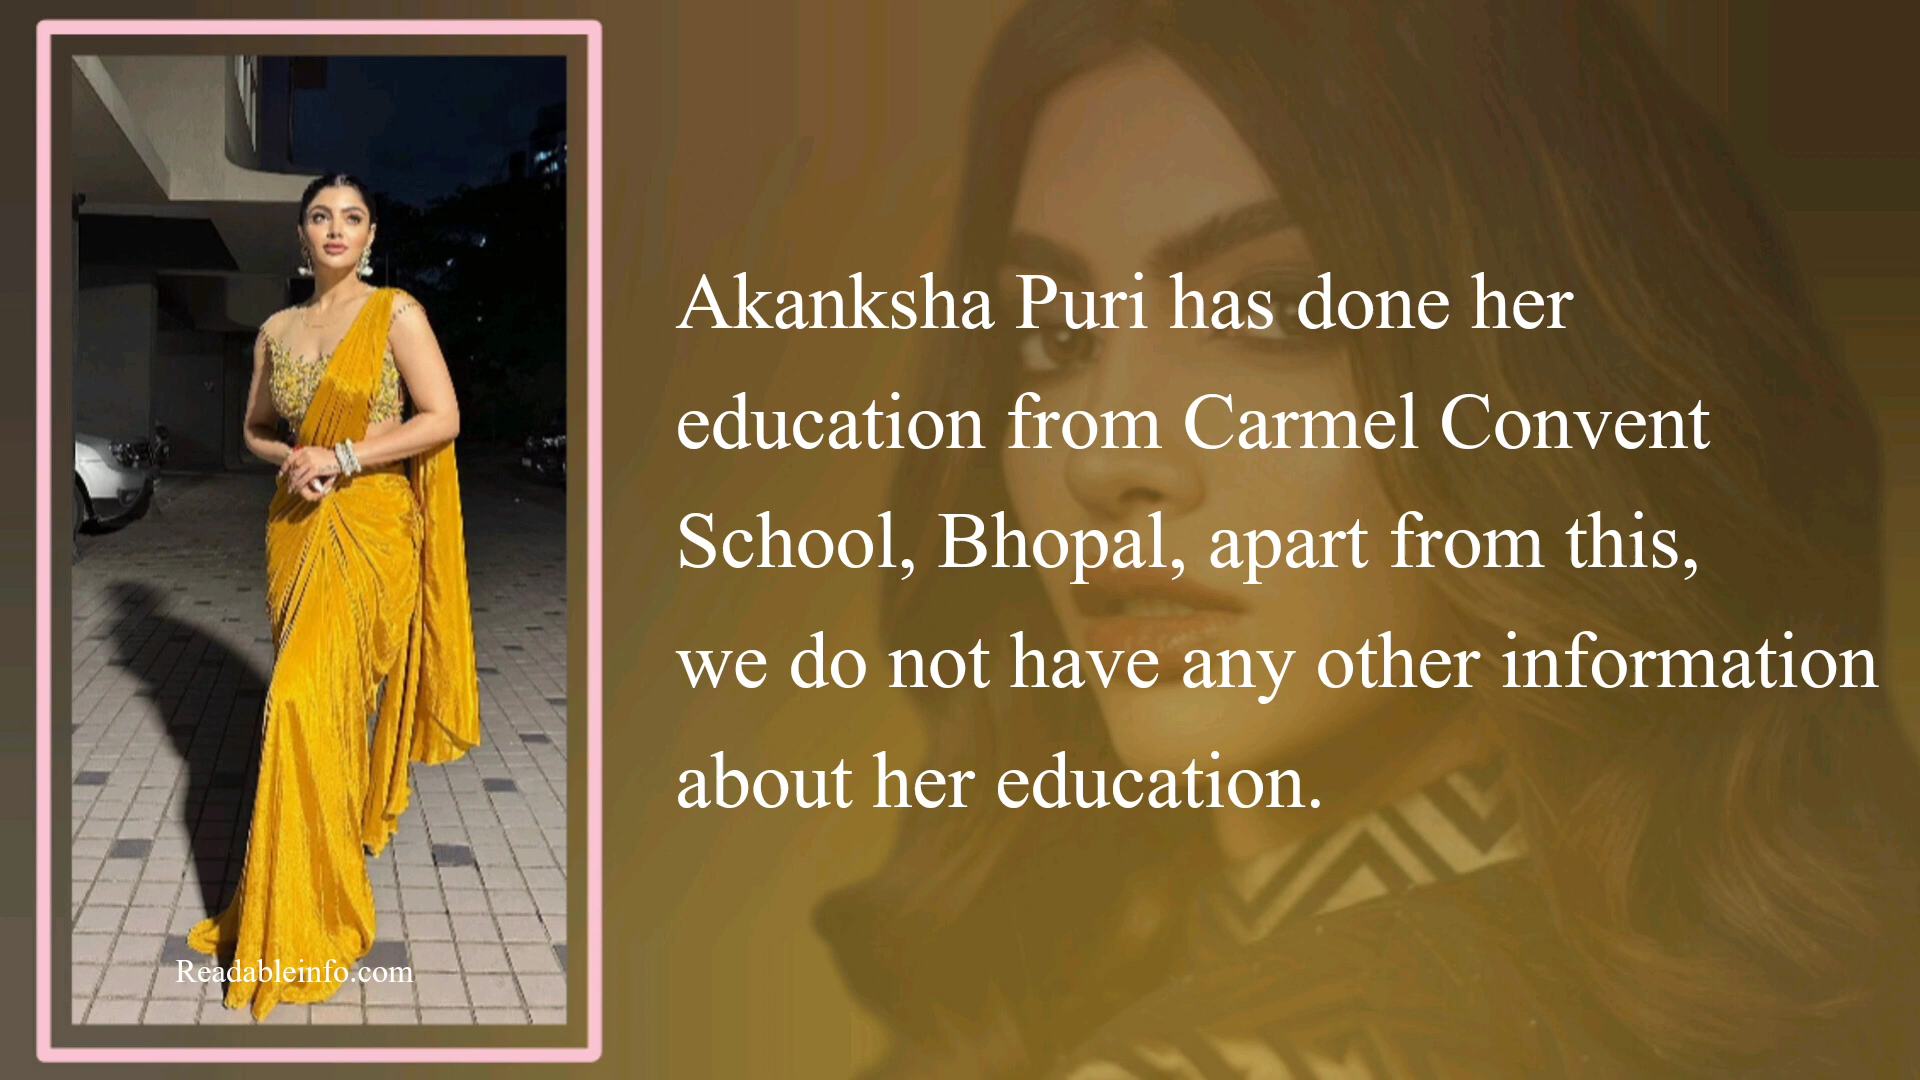 Akanksha Puri has done her
education from Carmel Convent
School, Bhopal, apart from this,
we do not have any other information
about her education.
Readableinfo.com